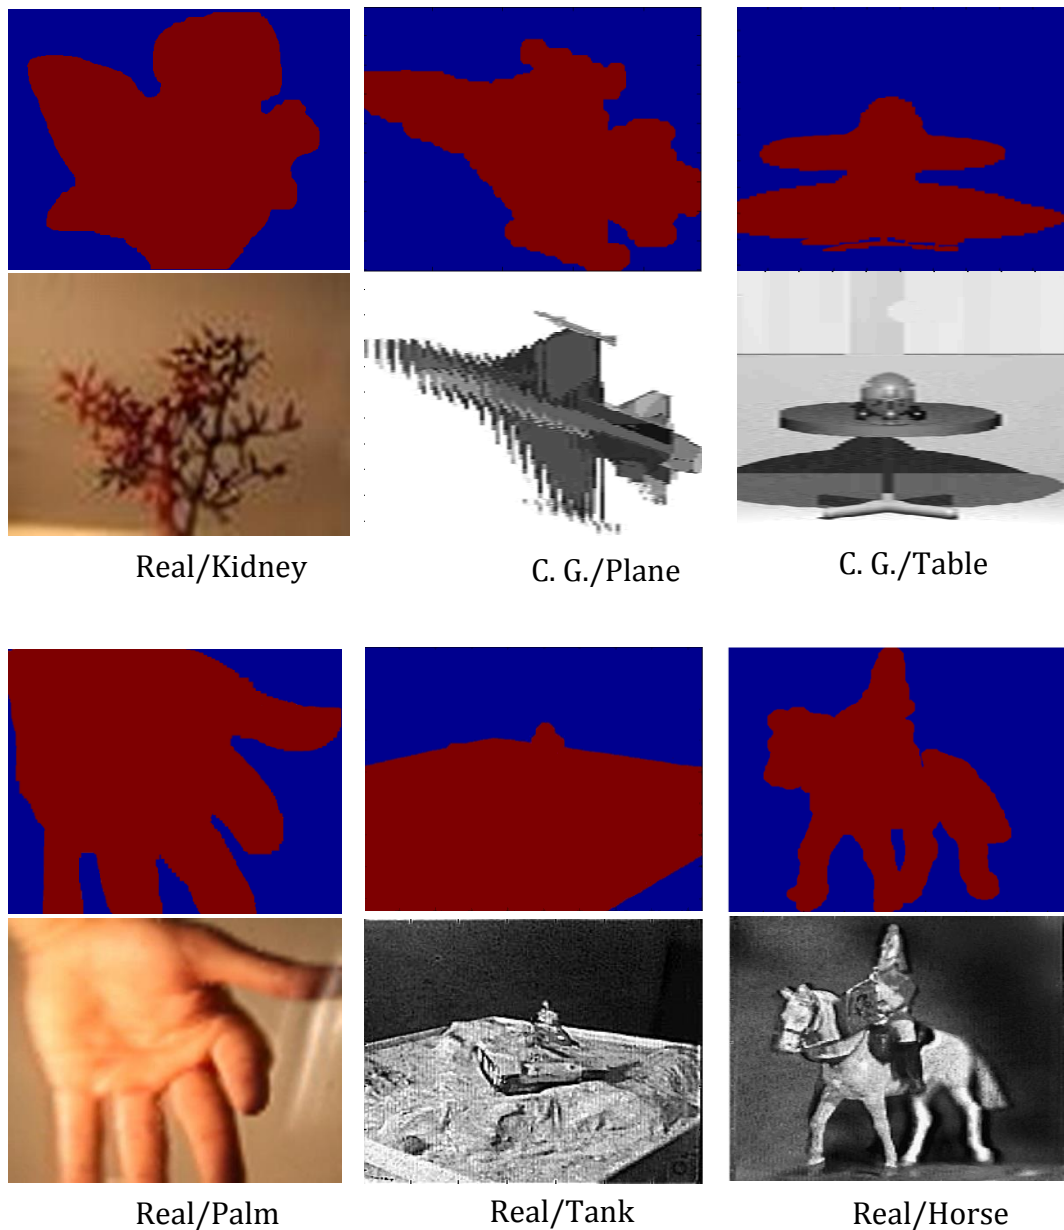 Real/Kidney
C. G./Plane
C. G./Table
Real/Palm
Real/Tank
Real/Horse